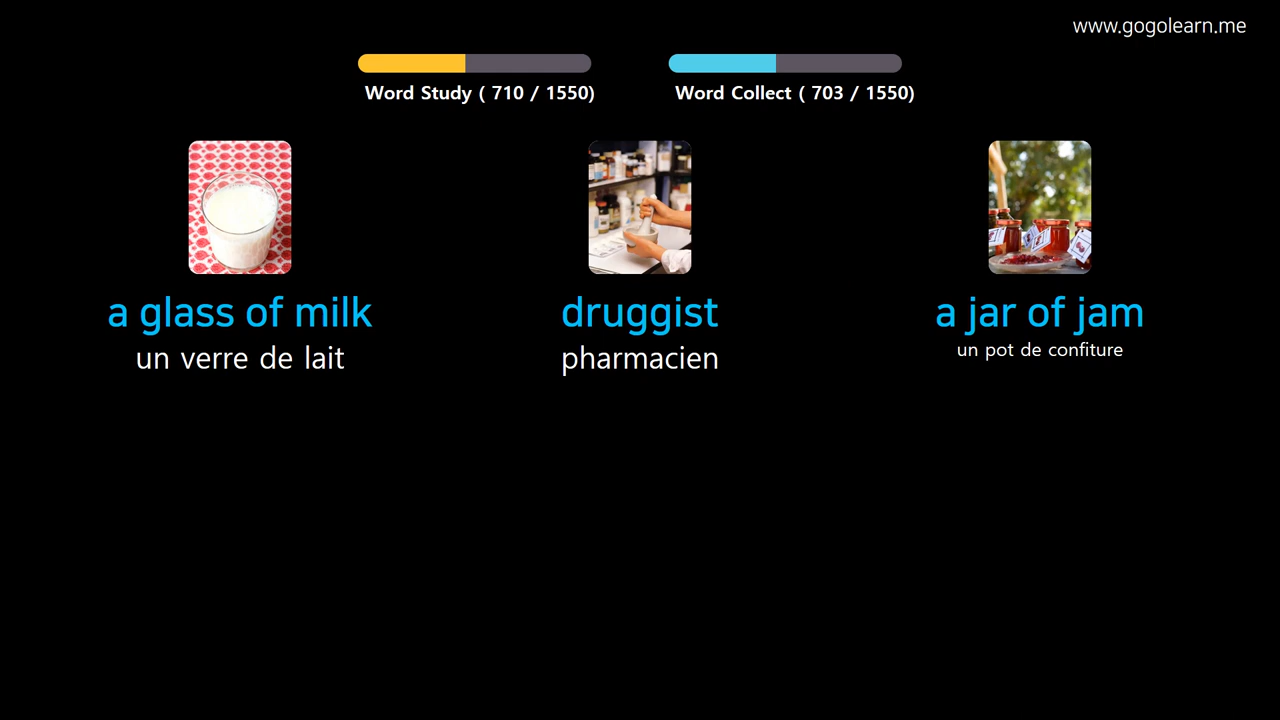 www.gogolearn.me
Word Study ( 710 / 1550)
Word Collect ( 703 / 1550)
a glass of milk
un verre de lait
druggist
pharmacien
a jar of jam
un pot de confiture